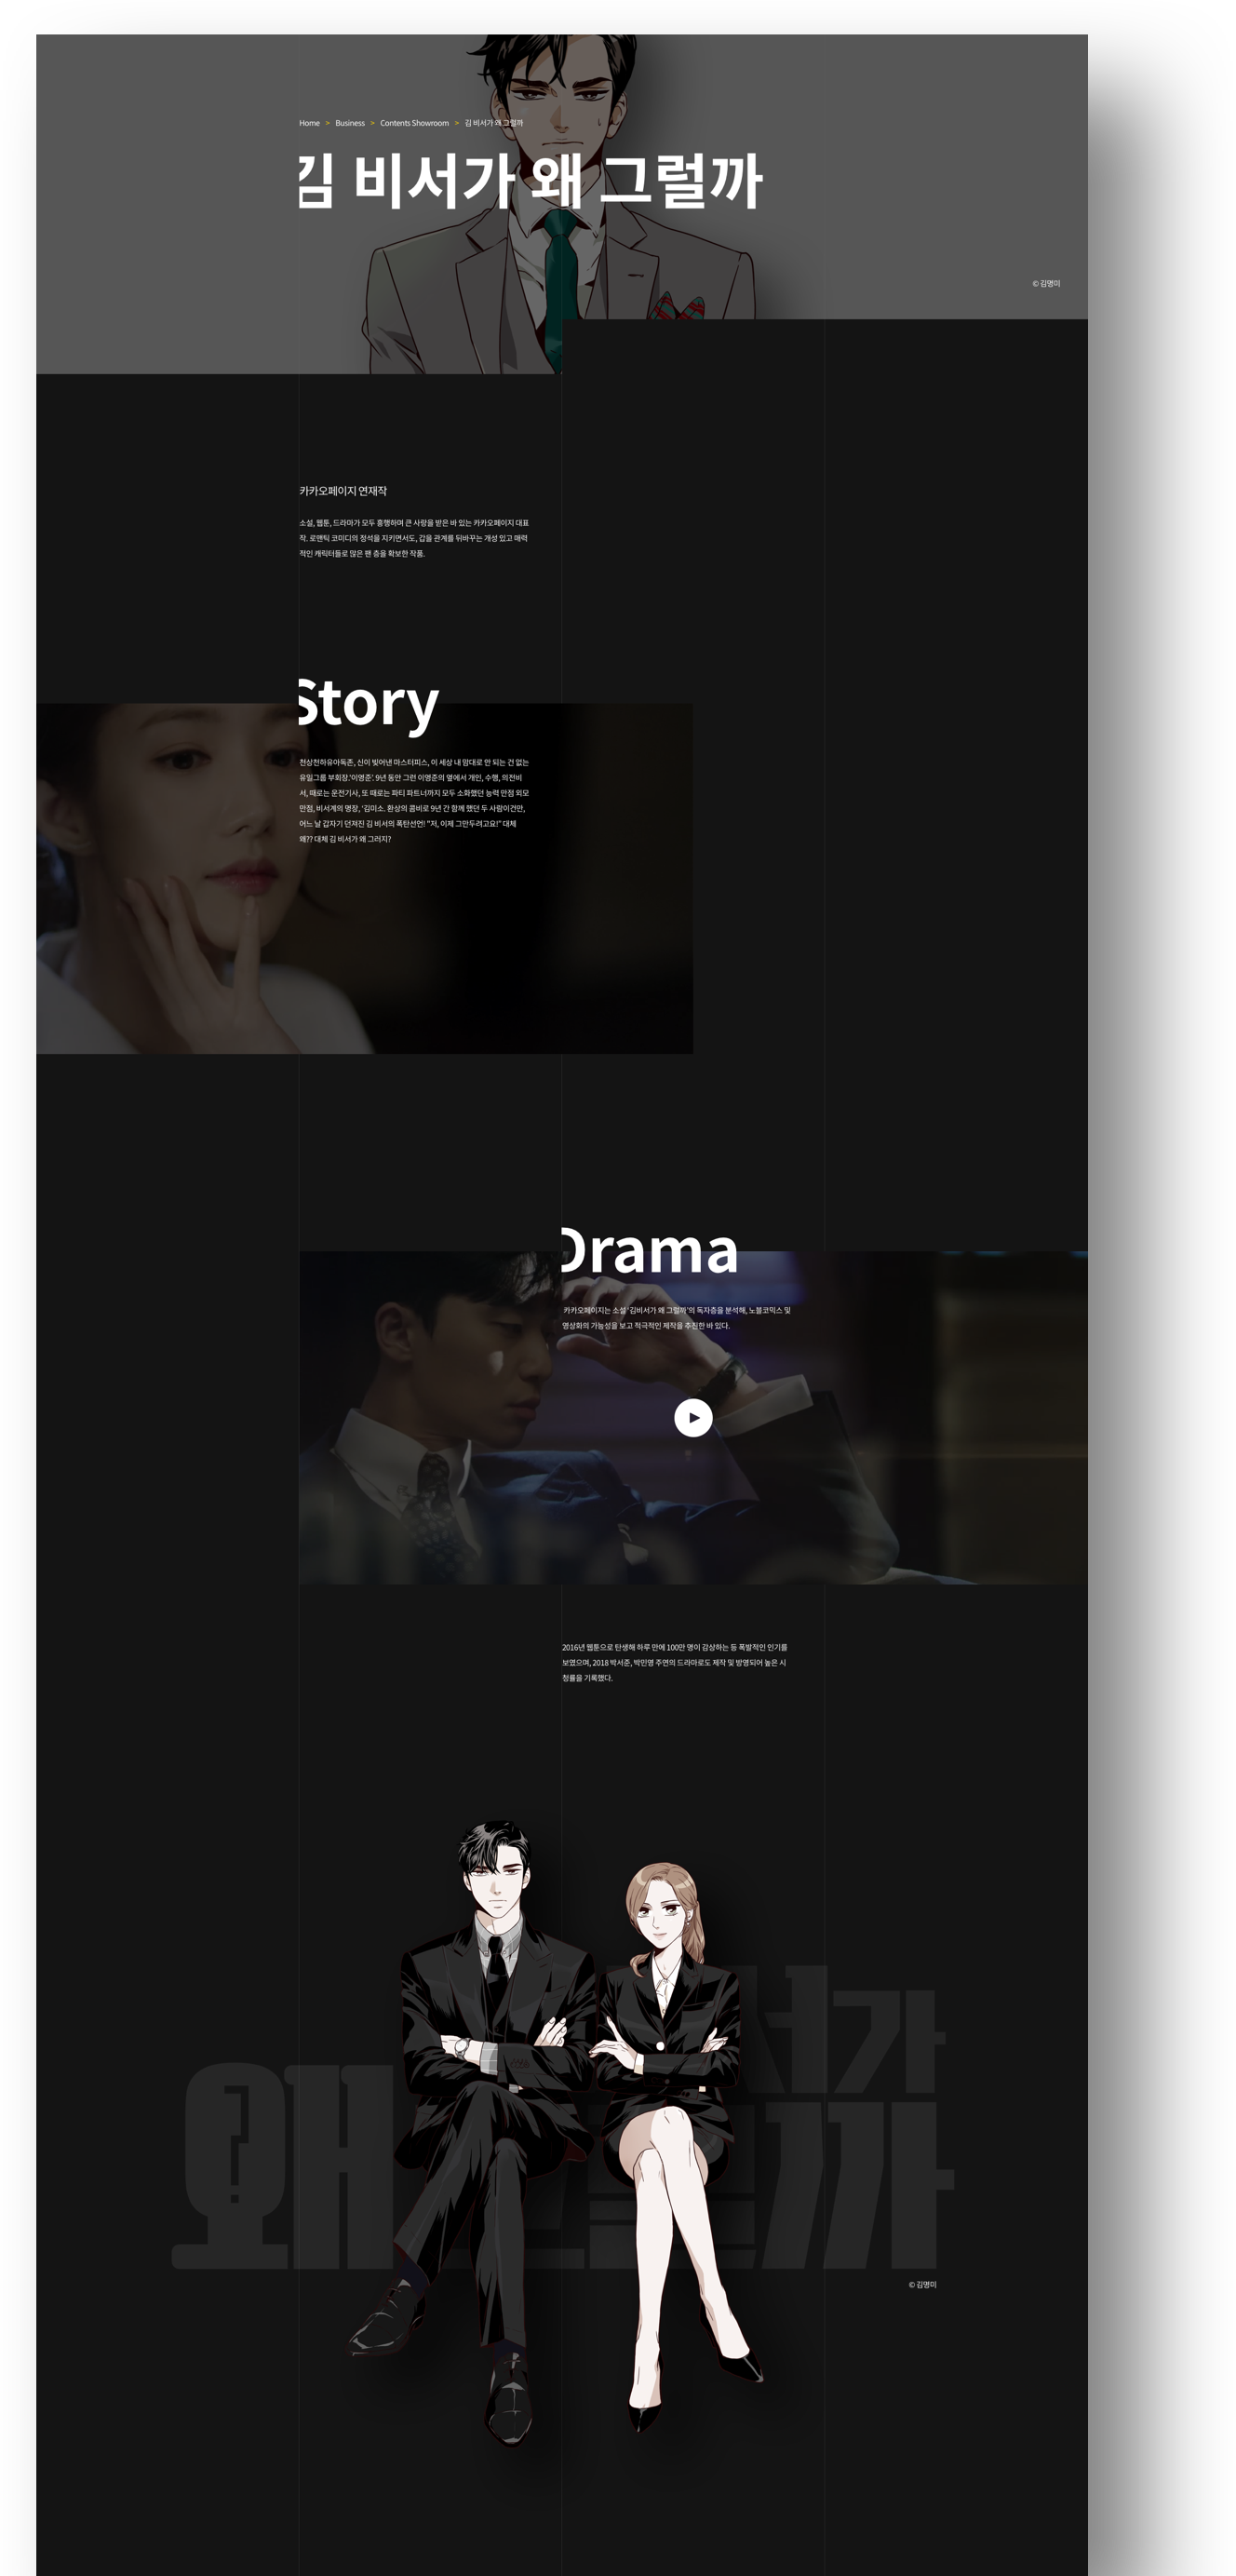 Home > Business > Contents Showroom > 김 비서가 왜 그럴까
김 비서가 왜 그럴까
© 김명미
카카오페이지 연재작
소설, 웹툰, 드라마가 모두 흥행하며 큰 사랑을 받은 바 있는 카카오페이지 대표
작. 로맨틱 코미디의 정석을 지키면서도, 갑을 관계를 뒤바꾸는 개성 있고 매력
적인 캐릭터들로 많은 팬 층을 확보한 작품.
Story
천상천하유아독존, 신이 빚어낸 마스터피스, 이 세상 내 맘대로 안 되는 건 없는
유일그룹 부회장.'이영준'. 9년 동안 그런 이영준의 옆에서 개인, 수행, 의전비
서, 때로는 운전기사, 또 때로는 파티 파트너까지 모두 소화했던 능력 만점 외모
만점, 비서계의 명장, '김미소. 환상의 콤비로 9년 간 함께 했던 두 사람이건만,
어느 날 갑자기 던져진 김 비서의 폭탄선언! "저, 이제 그만두려고요!" 대체
왜?? 대체 김 비서가 왜 그러지?
Drama
카카오페이지는 소설 '김비서가 왜 그럴까'의 독자층을 분석해, 노블코믹스 및
영상화의 가능성을 보고 적극적인 제작을 추진한 바 있다.
2016년 웹툰으로 탄생해 하루 만에 100만 명이 감상하는 등 폭발적인 인기를
보였으며, 2018 박서준, 박민영 주연의 드라마로도 제작 및 방영되어 높은 시
청률을 기록했다.
서가
왜 그럴까
© 김명미